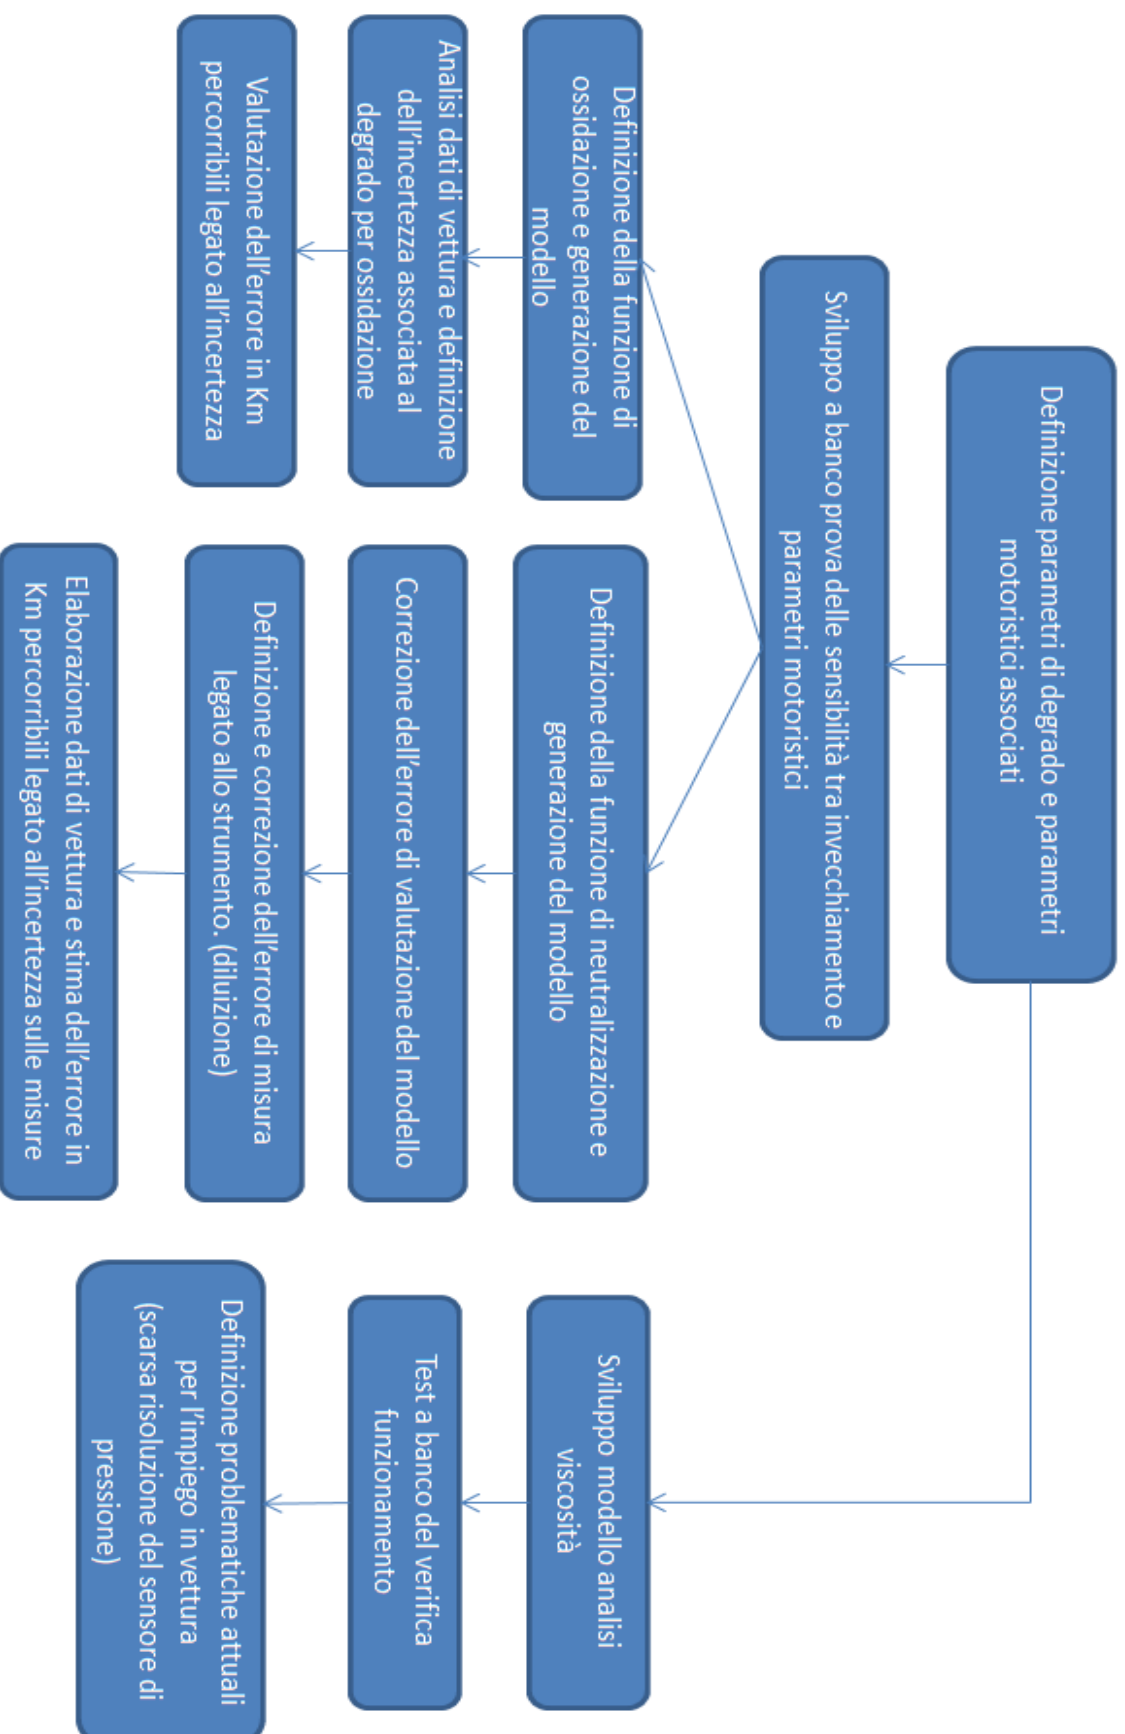 Definizione parametri di degrado e parametri
motoristici associati
Sviluppo a banco prova delle sensibilità tra invecchiamento e
parametri motoristici
Definizione della funzione di
ossidazione e generazione del
modello
Analisi dati di vettura e definizione
dell'incertezza associata al
degrado per ossidazione
Valutazione dell'errore in Km
percorribili legato all'incertezza
Definizione della funzione di neutralizzazione e
generazione del modello
Correzione dell'errore di valutazione del modello
Definizione e correzione dell'errore di misura
legato allo strumento. (diluizione)
Elaborazione dati di vettura e stima dell'errore in
Km percorribili legato all'incertezza sulle misure
Sviluppo modello analisi
viscosità
Test a banco del verifica
funzionamento
Definizione problematiche attuali
per l'impiego in vettura
(scarsa risoluzione del sensore di
pressione)